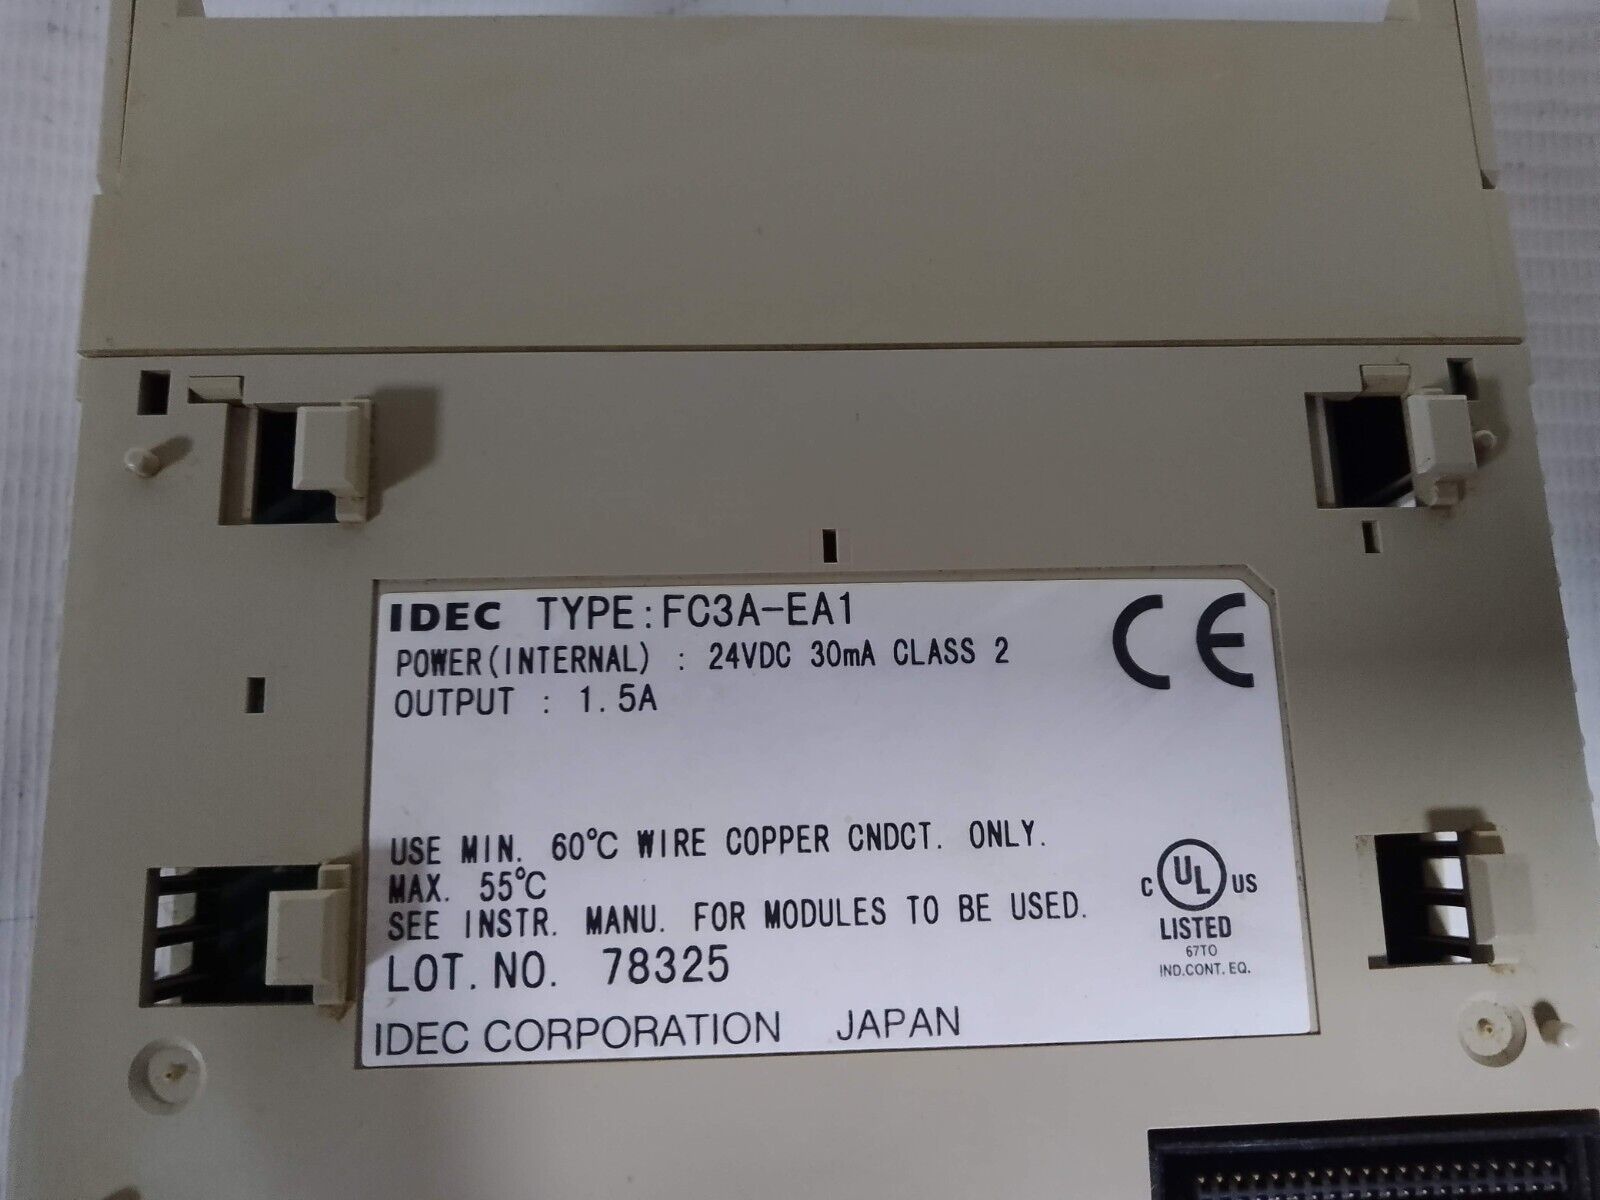 IDEC TYPE:FC3A-EA1
POWER(INTERNAL) : 24VDC 30mA CLASS 2
OUTPUT : 1.5A
CE
USE MIN. 60℃ WIRE COPPER CNDCT. ONLY.
MAX. 55℃
SEE INSTR. MANU. FOR MODULES TO BE USED.
LOT.NO. 78325
IDEC CORPORATION JAPAN
C UL US
LISTED
67TO
IND.CONT. EQ.